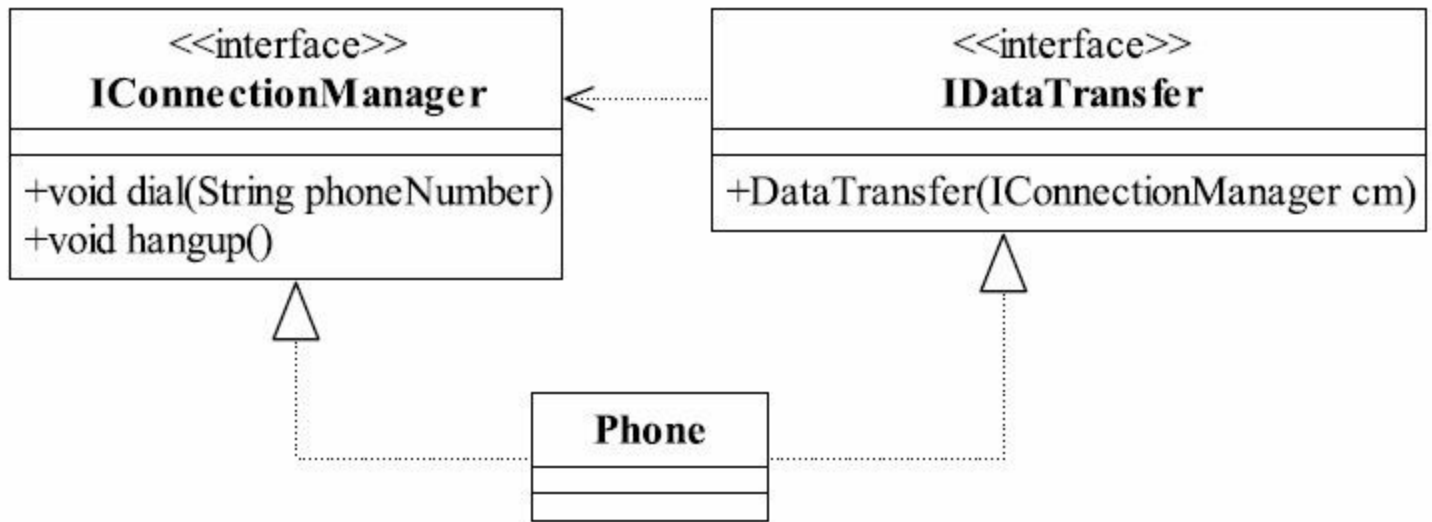 <<interface>>
IConnectionManager
+void dial(String phoneNumber)
+void hangup()
<<interface>>
IDataTransfer
+DataTransfer(IConnectionManager cm)
Phone